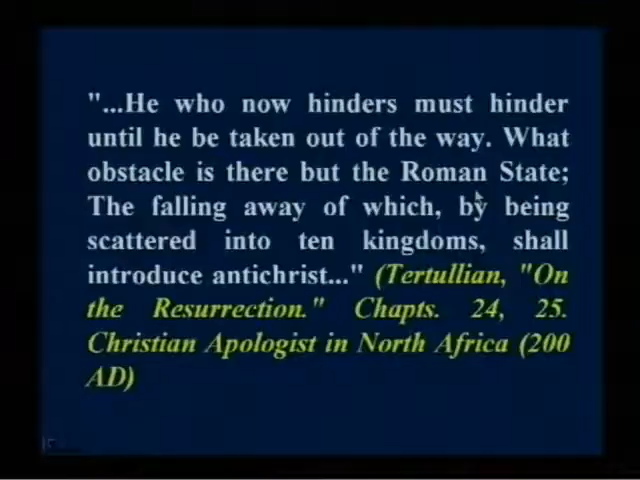 "...He who now hinders must hinder
until he be taken out of the way. What
obstacle is there but the Roman State;
The falling away of which, by being
scattered into ten kingdoms, shall
introduce antichrist..." (Tertullian, "On
the Resurrection." Chapts. 24, 25.
Christian Apologist in North Africa (200
AD)